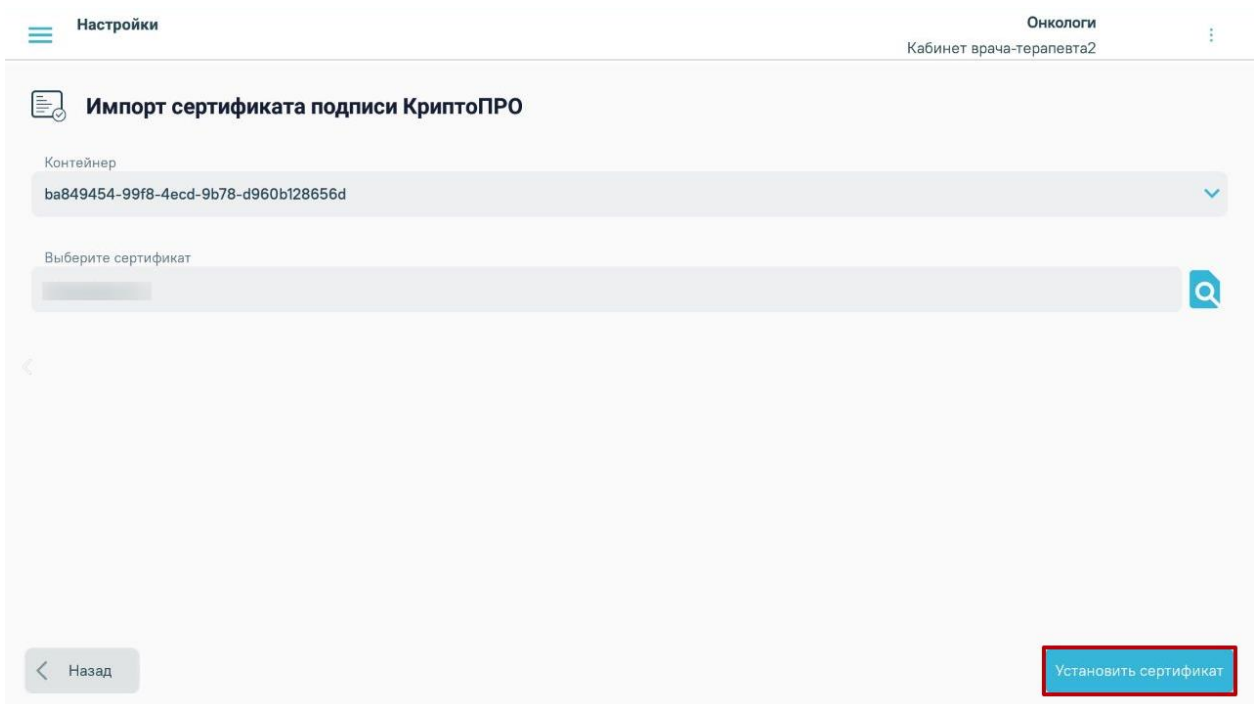 Настройки
Онкологи
Кабинет врача-терапевта2
Импорт сертификата подписи КриптоПРО
Контейнер
ba849454-99f8-4ecd-9b78-d960b128656d
Выберите сертификат
Назад
Установить сертификат